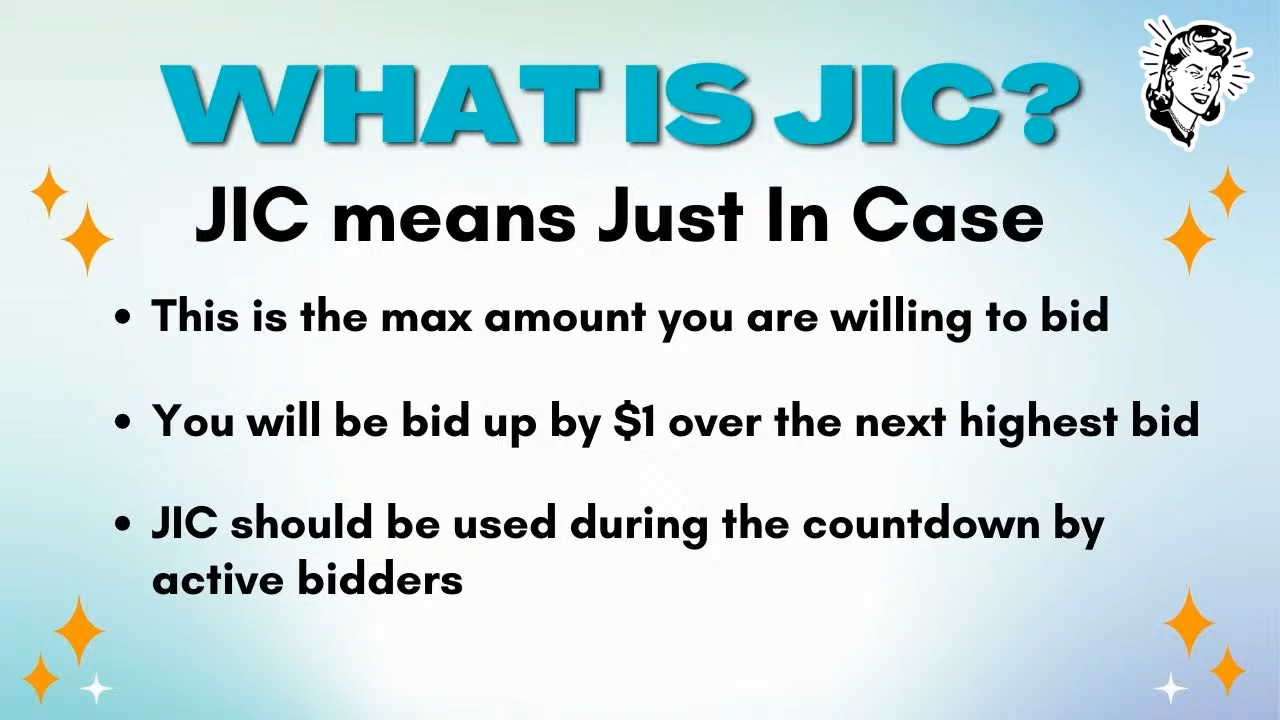 WHAT IS JIC?
JIC means Just In Case
• This is the max amount you are willing to bid
• You will be bid up by $1 over the next highest bid
• JIC should be used during the countdown by
active bidders